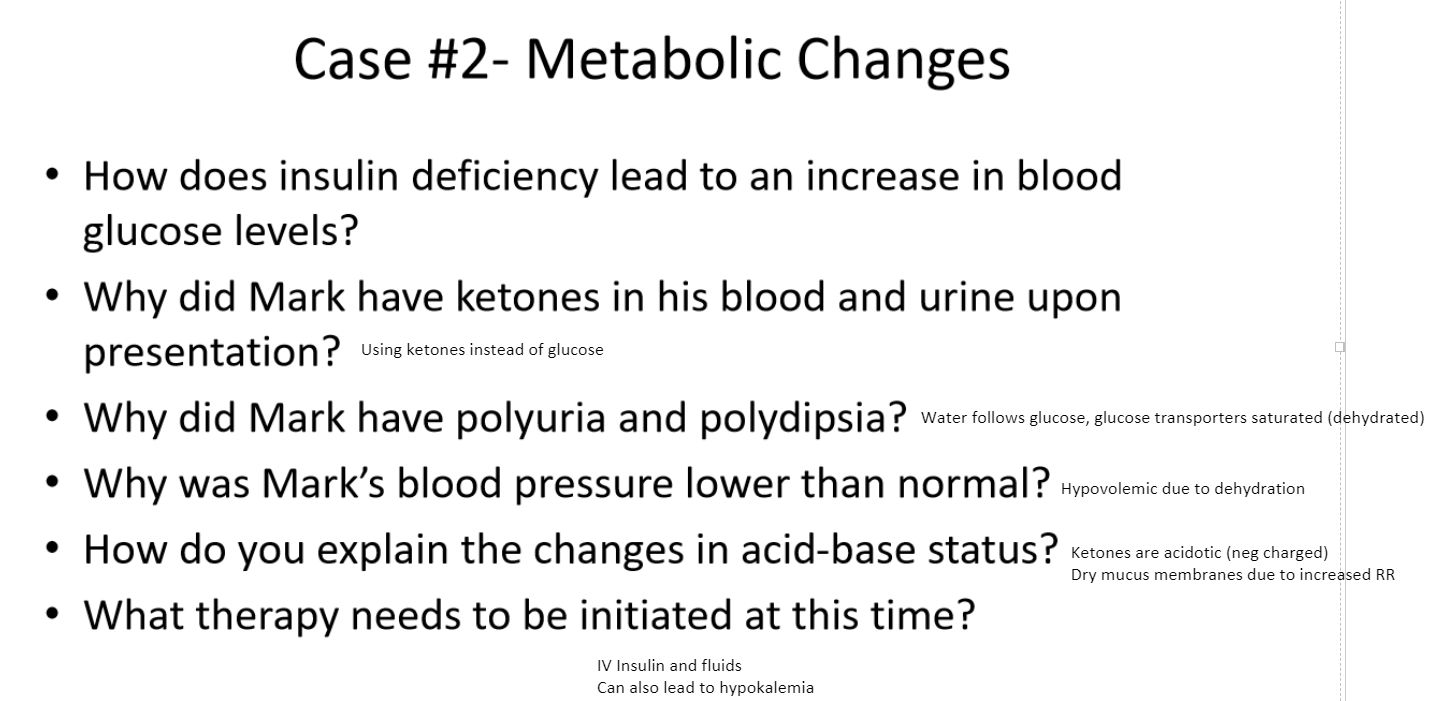 Case #2- Metabolic Changes
• How does insulin deficiency lead to an increase in blood
glucose levels?
• Why did Mark have ketones in his blood and urine upon
presentation? Using ketones instead of glucose
• Why did Mark have polyuria and polydipsia? Water follows glucose, glucose transporters saturated (dehydrated)
• Why was Mark’s blood pressure lower than normal? Hypovolemic due to dehydration
• How do you explain the changes in acid-base status? Ketones are acidotic (neg charged)
Dry mucus membranes due to increased RR
• What therapy needs to be initiated at this time?
IV Insulin and fluids
Can also lead to hypokalemia